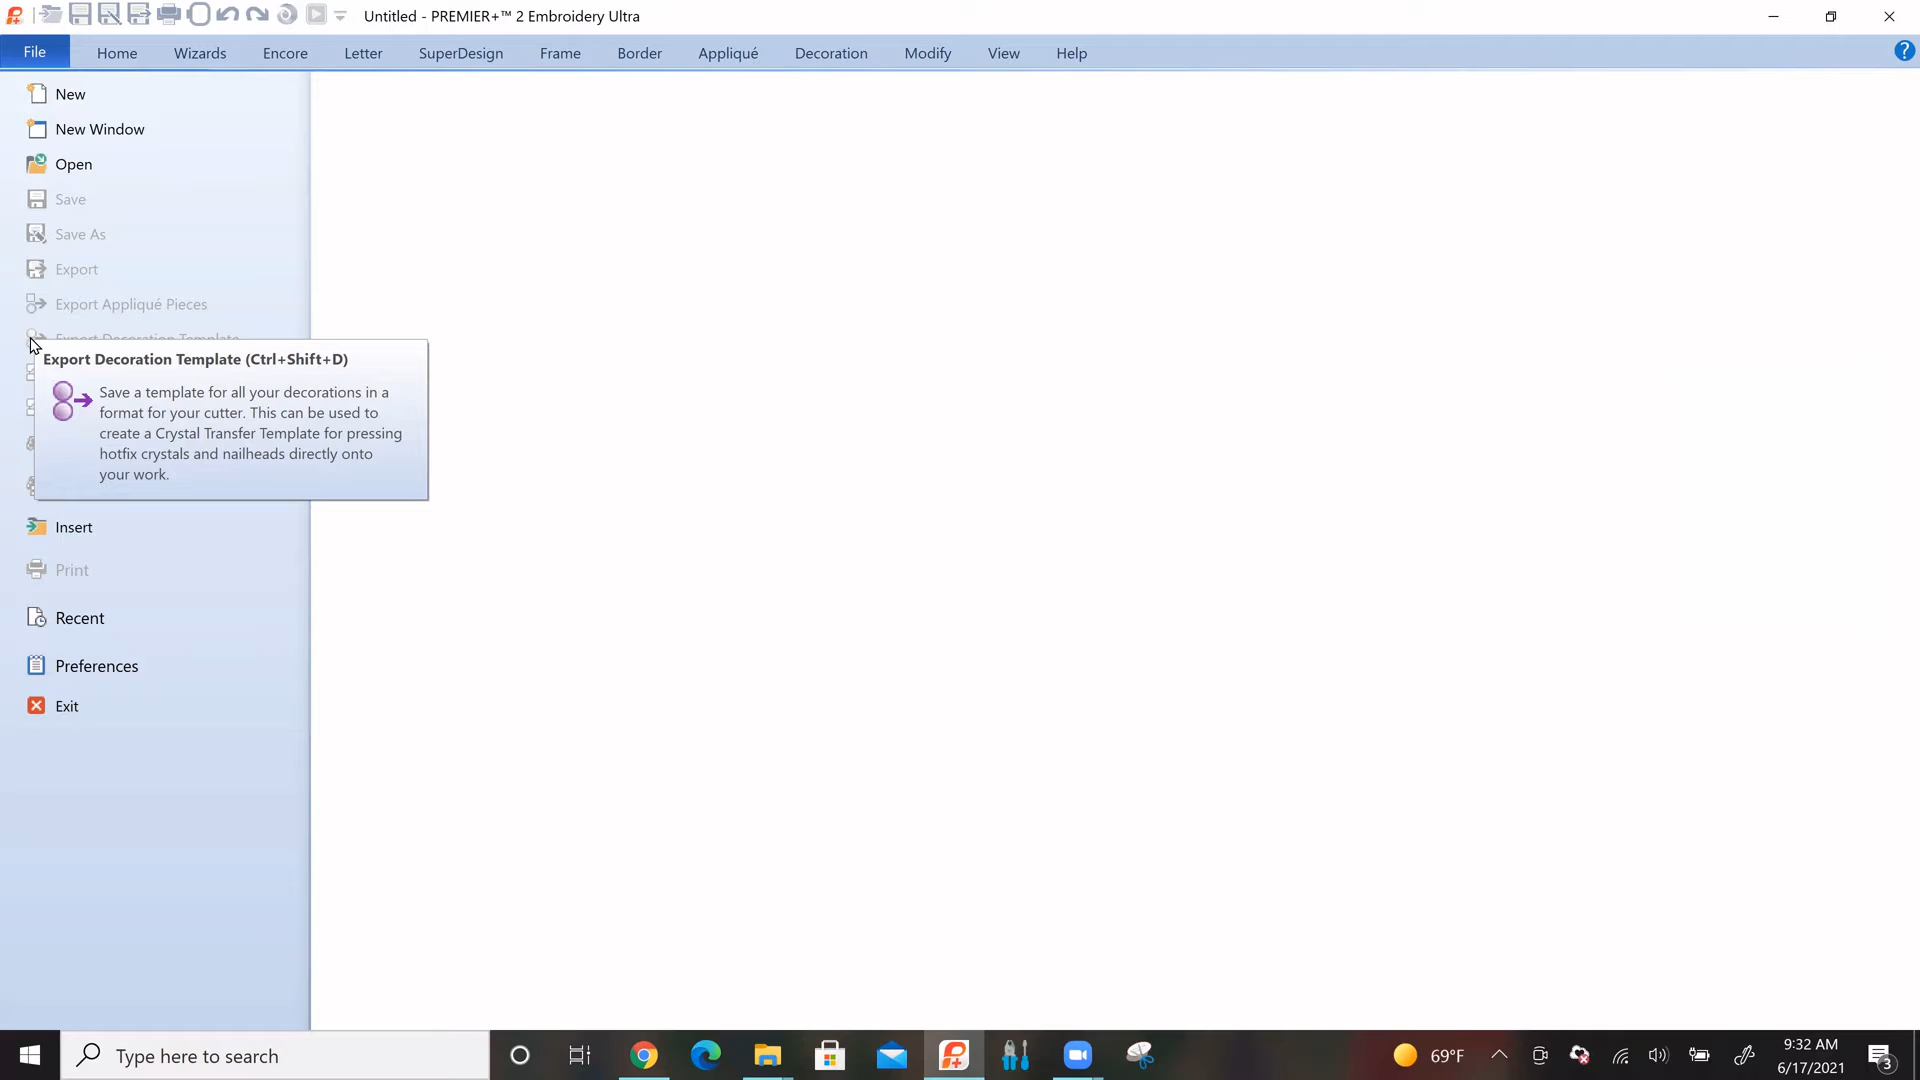 Untitled - PREMIER+™ 2 Embroidery Ultra
File Home Wizards Encore Letter SuperDesign Frame Border Appliqué Decoration Modify View Help
New
New Window
Open
Save
Save As
Export
Export Appliqué Pieces
Export Decoration Template
Export Decoration Template (Ctrl+Shift+D)
Save a template for all your decorations in a
format for your cutter. This can be used to
create a Crystal Transfer Template for pressing
hotfix crystals and nailheads directly onto
your work.
Insert
Print
Recent
Preferences
Exit
Type here to search
69°F
9:32 AM
6/17/2021
3